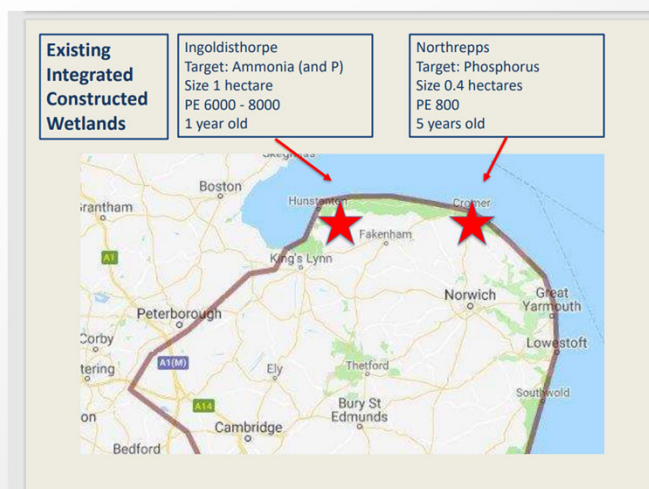 Existing
Integrated
Constructed
Wetlands
Ingoldisthorpe
Target: Ammonia (and P)
Size 1 hectare
PE 6000 - 8000
1 year old
Northrepps
Target: Phosphorus
Size 0.4 hectares
PE 800
5 years old
Boston
Grantham
Hunstanton
Cromer
Fakenham
A1
King's Lynn
Norwich
Great
Yarmouth
Peterborough
Lowestoft
Corby
A1(M)
tering
Ely
Thetford
Southwold
A14
on
Bury St
Edmunds
Cambridge
Bedford